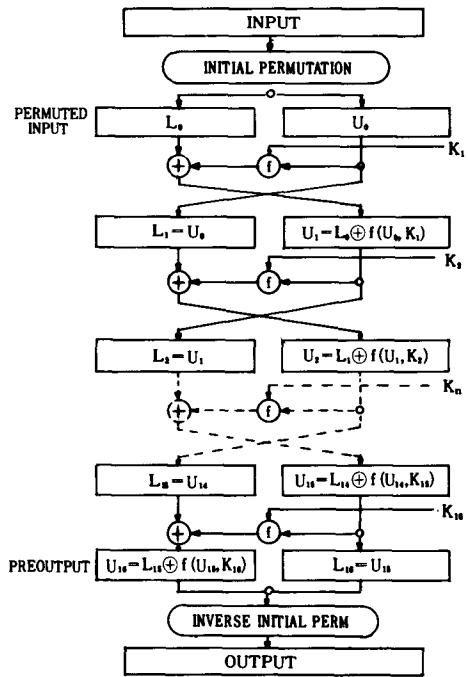 INPUT
INITIAL PERMUTATION
PERMUTED INPUT
L₀
U₀
K₁
f
L₁ = U₀
U₁ = L₀ ⊕ f (U₀, K₁)
K₂
f
L₂ = U₁
U₂ = L₁ ⊕ f (U₁, K₂)
Kₙ
f
L₁₅ = U₁₄
U₁₅ = L₁₄ ⊕ f (U₁₄, K₁₅)
K₁₆
f
PREOUTPUT
U₁₆ = L₁₅ ⊕ f (U₁₅, K₁₆)
L₁₆ = U₁₅
INVERSE INITIAL PERM
OUTPUT